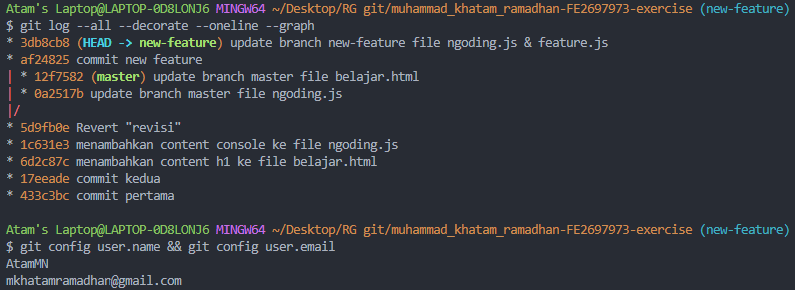 Atam's Laptop@LAPTOP-0D8LONJ6 MINGW64 ~/Desktop/RG git/muhammad_khatam_ramadhan-FE2697973-exercise (new-feature)
$ git log --all --decorate --oneline --graph
* 3db8cb8 (HEAD -> new-feature) update branch new-feature file ngoding.js & feature.js
* af24825 commit new feature
| * 12f7582 (master) update branch master file belajar.html
| * 0a2517b update branch master file ngoding.js
|/
* 5d9fb0e Revert "revisi"
* 1c631e3 menambahkan content console ke file ngoding.js
* 6d2c87c menambahkan content h1 ke file belajar.html
* 17eeade commit kedua
* 433c3bc commit pertama
Atam's Laptop@LAPTOP-0D8LONJ6 MINGW64 ~/Desktop/RG git/muhammad_khatam_ramadhan-FE2697973-exercise (new-feature)
$ git config user.name && git config user.email
AtamMN
mkhatamramadhan@gmail.com